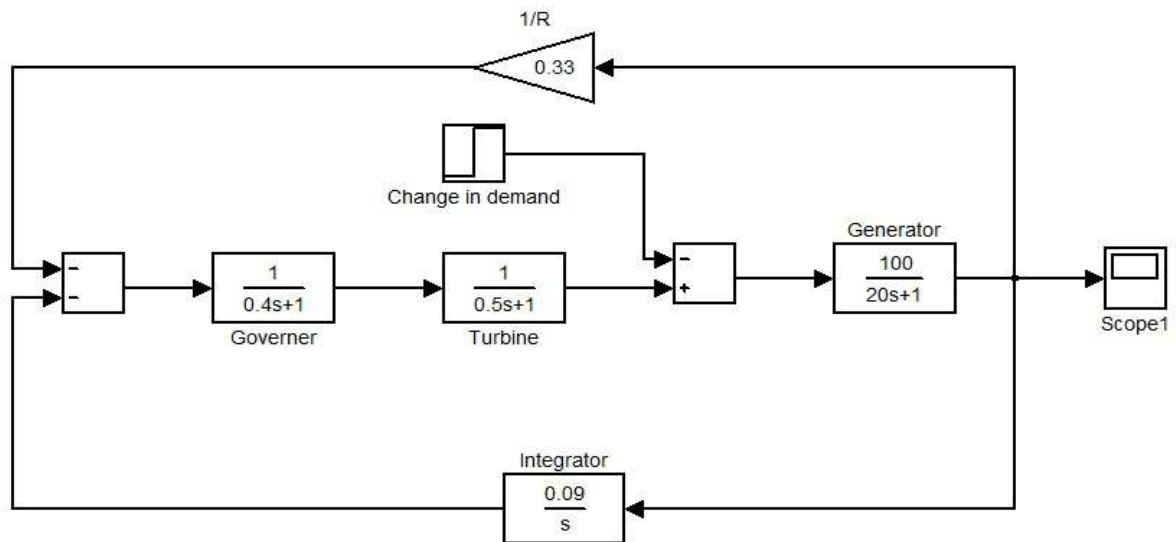 1/R
0.33
Change in demand
Generator
-
-
1
0.4s+1
Governer
1
0.5s+1
Turbine
-
+
100
20s+1
Scope1
Integrator
0.09
s